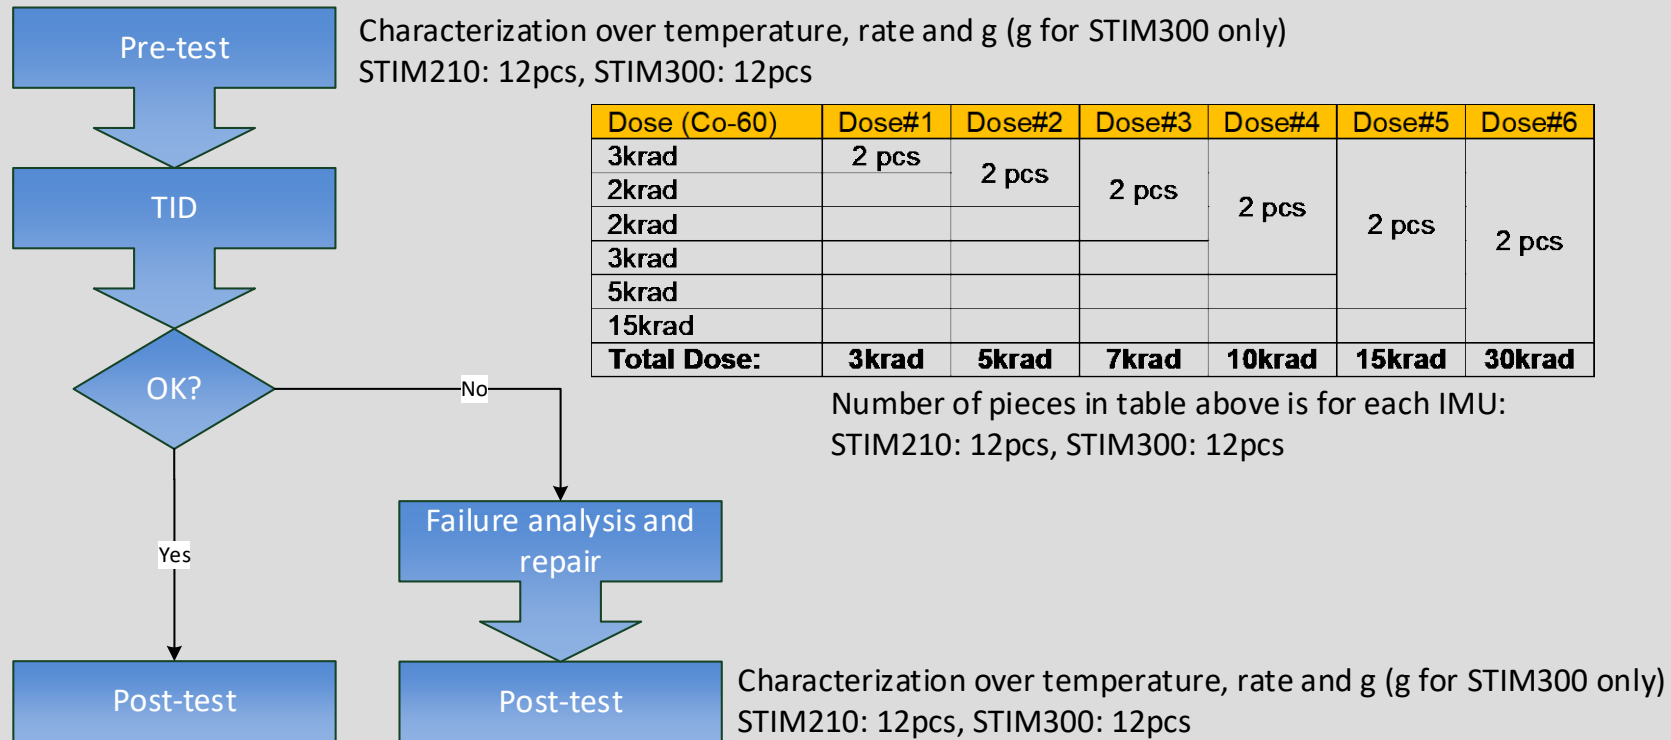 Pre-test
Characterization over temperature, rate and g (g for STIM300 only)
STIM210: 12pcs, STIM300: 12pcs
Dose (Co-60) Dose#1 Dose#2 Dose#3 Dose#4 Dose#5 Dose#6
3krad 2 pcs 2 pcs 2 pcs 2 pcs 2 pcs 2 pcs
2krad
2krad
3krad
5krad
15krad
Total Dose: 3krad 5krad 7krad 10krad 15krad 30krad
Number of pieces in table above is for each IMU:
STIM210: 12pcs, STIM300: 12pcs
TID
OK?
No
Yes
Failure analysis and
repair
Post-test
Post-test
Characterization over temperature, rate and g (g for STIM300 only)
STIM210: 12pcs, STIM300: 12pcs